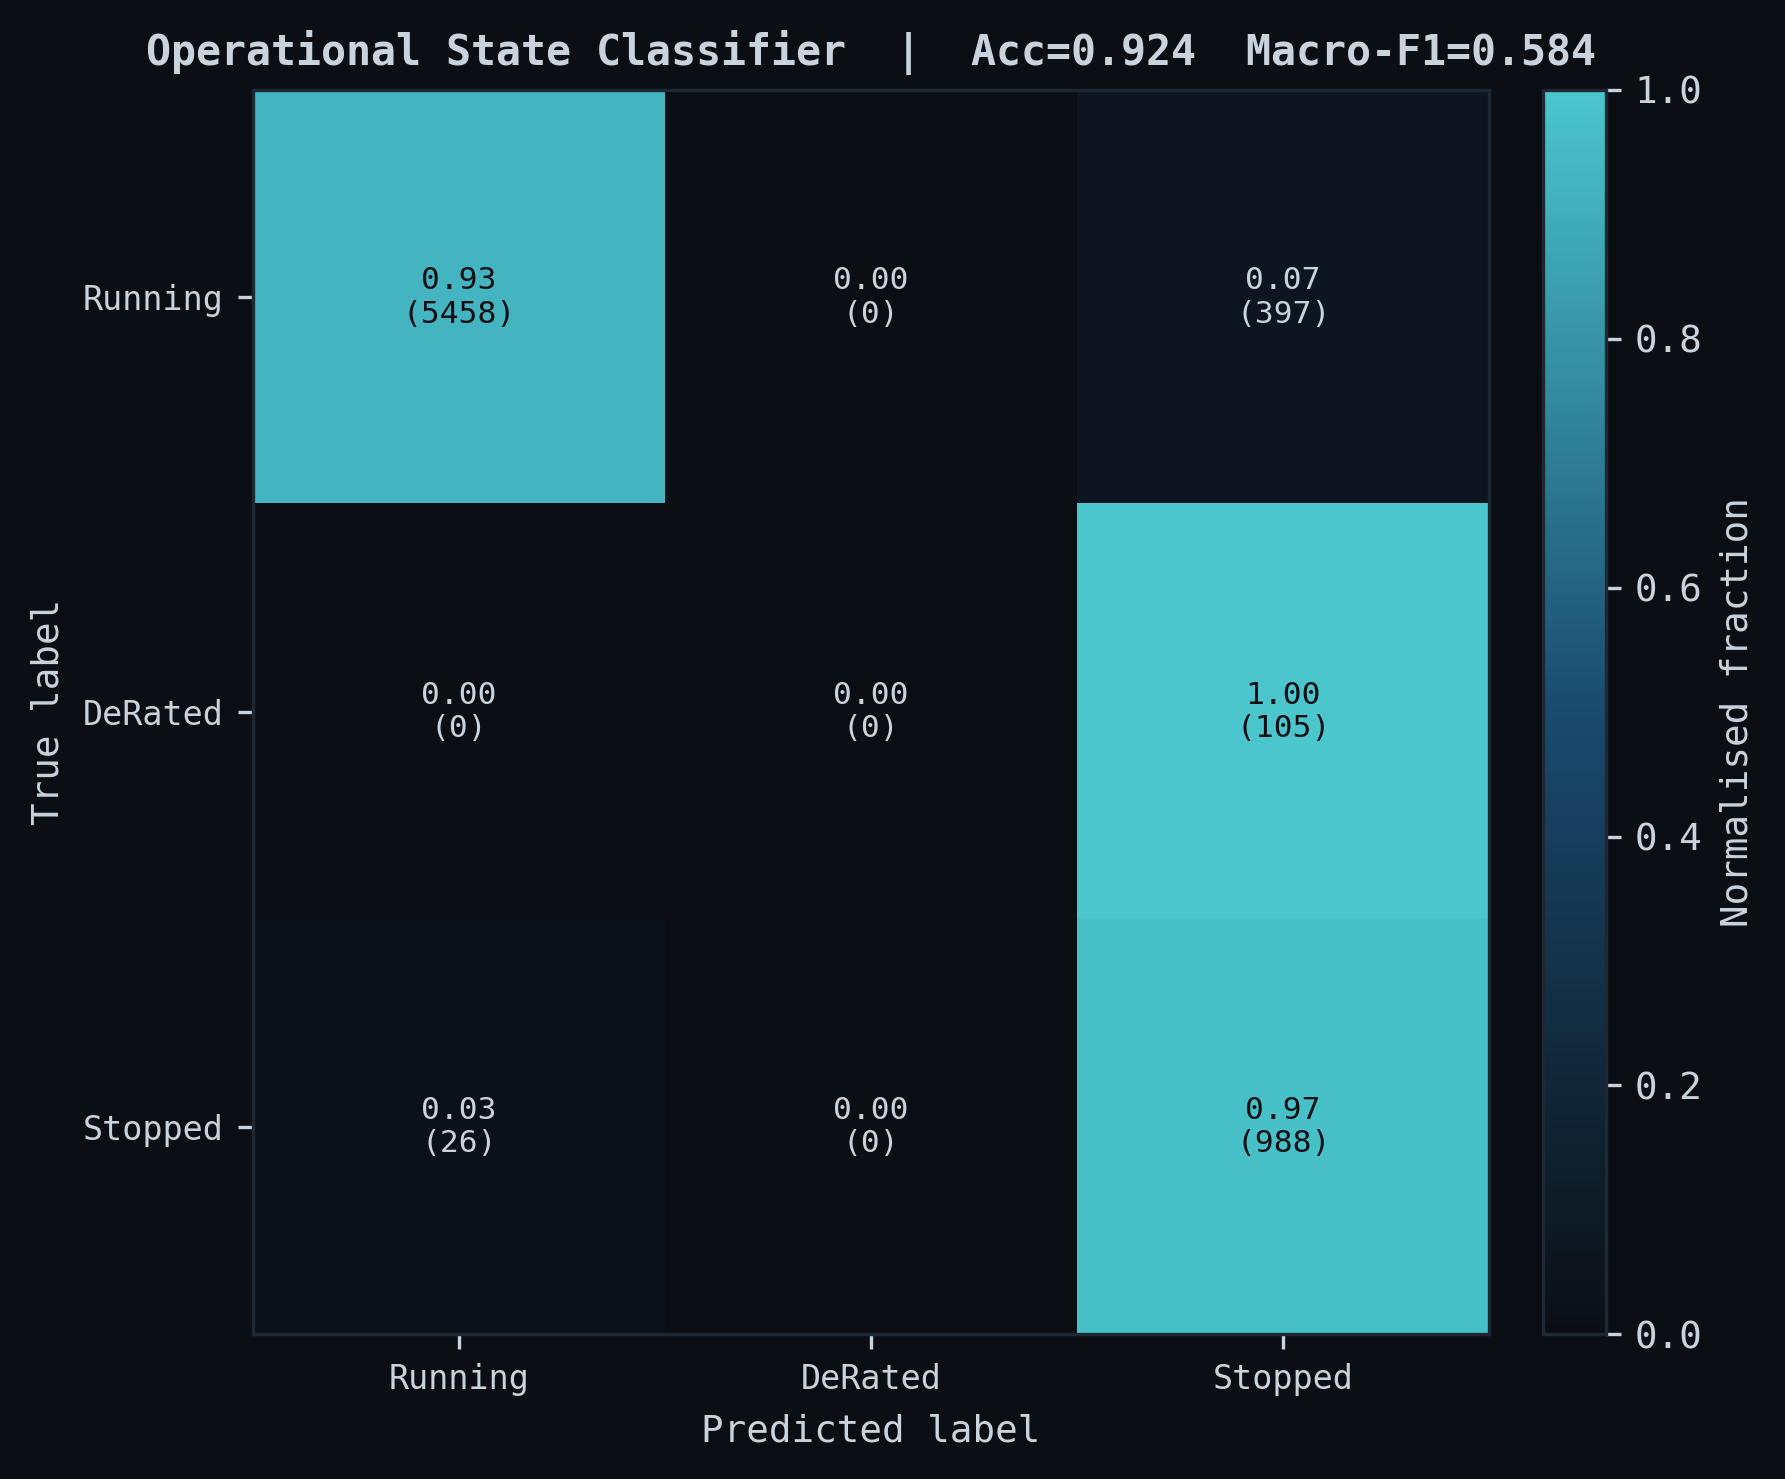 Operational State Classifier | Acc=0.924 Macro-F1=0.584
Running
0.93
(5458)
0.00
(0)
0.07
(397)
DeRated
0.00
(0)
0.00
(0)
1.00
(105)
Stopped
0.03
(26)
0.00
(0)
0.97
(988)
True label
Running
DeRated
Stopped
Predicted label
1.0
0.8
0.6
0.4
0.2
0.0
Normalised fraction